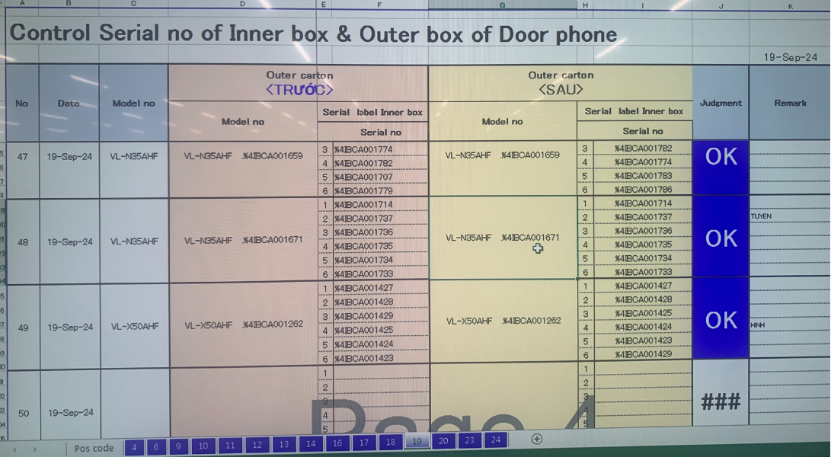 A B C D E F G H I J K
Control Serial no of Inner box & Outer box of Door phone
19-Sep-24
No Date Model no Outer carton <TRƯỚC> Outer carton <SAU> Judgment Remark
Model no Serial label Inner box Model no Serial label Inner box
Serial no Serial no
47 19-Sep-24 VL-N35AHF VL-N35AHF .%4IBCA001659 3 %4IBCA001774 VL-N35AHF .%4IBCA001659 3 %4IBCA001782 OK
4 %4IBCA001782 4 %4IBCA001774
5 %4IBCA001707 5 %4IBCA001783
6 %4IBCA001779 6 %4IBCA001786
48 19-Sep-24 VL-N35AHF VL-N35AHF .%4IBCA001671 1 %4IBCA001714 VL-N35AHF .%4IBCA001671 1 %4IBCA001714 OK
2 %4IBCA001737 2 %4IBCA001737 TUYEN
3 %4IBCA001736 3 %4IBCA001736
4 %4IBCA001735 4 %4IBCA001735
5 %4IBCA001734 5 %4IBCA001734
6 %4IBCA001733 6 %4IBCA001733
49 19-Sep-24 VL-X50AHF VL-X50AHF .%4IBCA001262 1 %4IBCA001427 VL-X50AHF .%4IBCA001262 1 %4IBCA001427 OK
2 %4IBCA001428 2 %4IBCA001428
3 %4IBCA001429 3 %4IBCA001425
4 %4IBCA001425 4 %4IBCA001424 HNH
5 %4IBCA001424 5 %4IBCA001423
6 %4IBCA001423 6 %4IBCA001429
50 19-Sep-24 1 1 ###
2 2
3 3
4 4
5 5
Page 4
Pos code 4 6 9 10 11 12 13 14 16 17 18 19 20 23 24